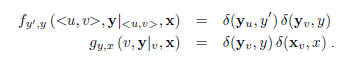 f_{y',y}(<u,v>, y|_{<u,v>}, x) = δ(y_u, y') δ(y_v, y)
g_{y,x}(v, y|_v, x) = δ(y_v, y) δ(x_v, x) .